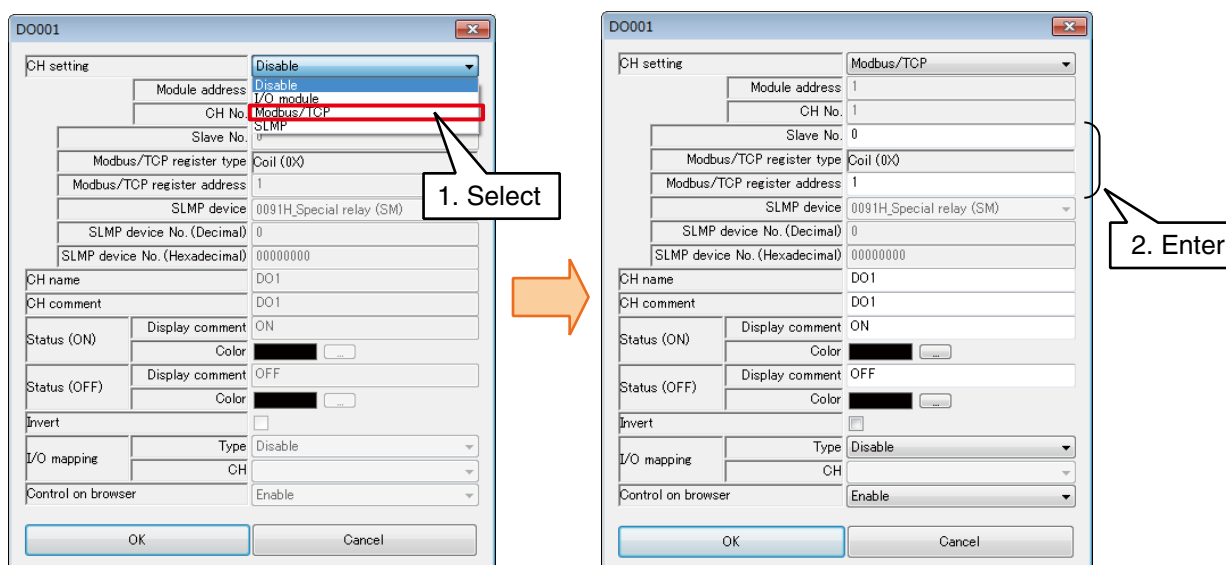 DO001
CH setting Disable
Disable
Module address
I/O module
CH No. Modbus/TCP
SLMP
Slave No. 0
Modbus/TCP register type Coil (0X)
Modbus/TCP register address 1
1. Select
SLMP device 0091H_Special relay (SM)
SLMP device No. (Decimal) 0
SLMP device No. (Hexadecimal) 00000000
CH name DO1
CH comment DO1
Status (ON) Display comment ON
Color ...
Status (OFF) Display comment OFF
Color ...
Invert
I/O mapping Type Disable
CH
Control on browser Enable
OK Cancel
DO001
CH setting Modbus/TCP
Module address 1
CH No. 1
Slave No. 0
Modbus/TCP register type Coil (0X)
Modbus/TCP register address 1
SLMP device 0091H_Special relay (SM)
SLMP device No. (Decimal) 0
SLMP device No. (Hexadecimal) 00000000
2. Enter
CH name DO1
CH comment DO1
Status (ON) Display comment ON
Color ...
Status (OFF) Display comment OFF
Color ...
Invert
I/O mapping Type Disable
CH
Control on browser Enable
OK Cancel